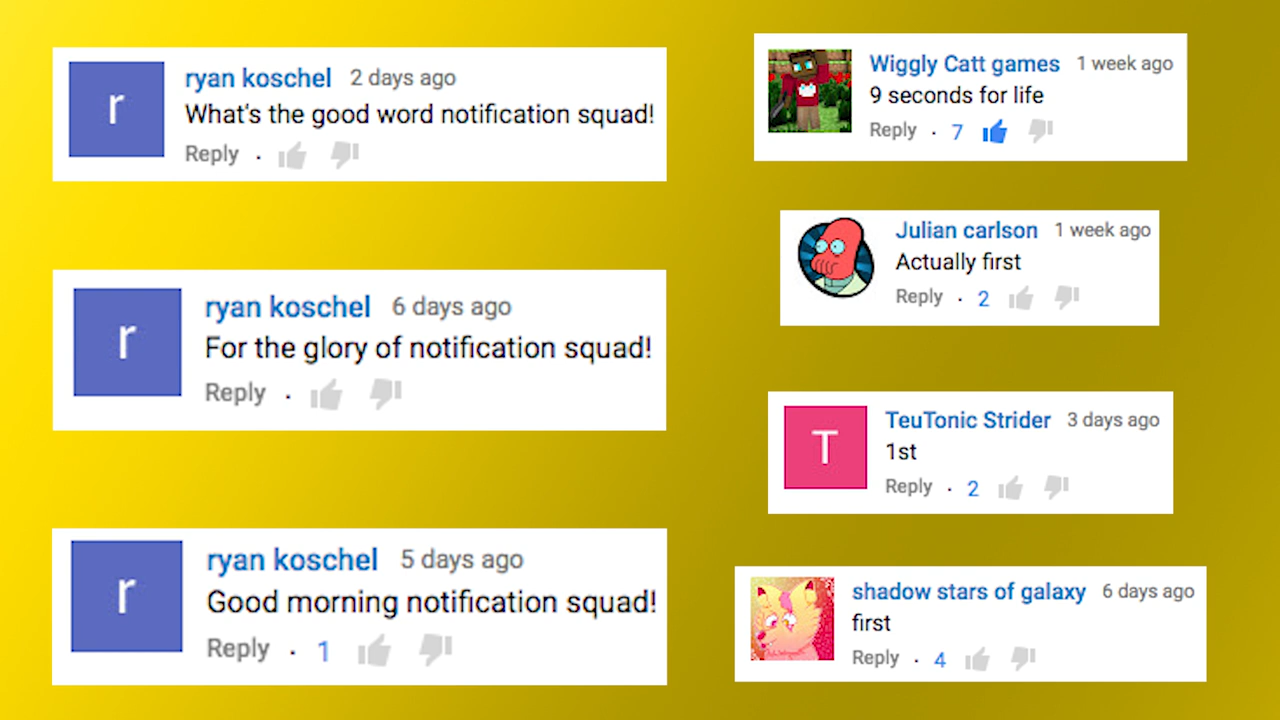 r
ryan koschel 2 days ago
What's the good word notification squad!
Reply ·
r
ryan koschel 6 days ago
For the glory of notification squad!
Reply ·
r
ryan koschel 5 days ago
Good morning notification squad!
Reply · 1
Wiggly Catt games 1 week ago
9 seconds for life
Reply · 7
Julian carlson 1 week ago
Actually first
Reply · 2
T
TeuTonic Strider 3 days ago
1st
Reply · 2
shadow stars of galaxy 6 days ago
first
Reply · 4